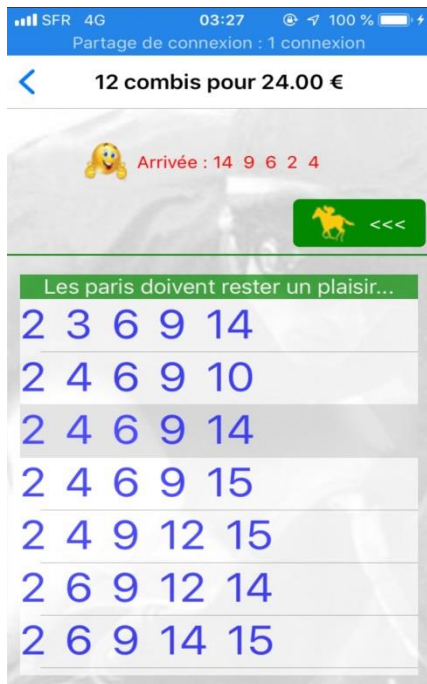 SFR 4G 03:27 100 %
Partage de connexion : 1 connexion
12 combis pour 24.00 €
Arrivée : 14 9 6 2 4
<<<
Les paris doivent rester un plaisir...
2 3 6 9 14
2 4 6 9 10
2 4 6 9 14
2 4 6 9 15
2 4 9 12 15
2 6 9 12 14
2 6 9 14 15